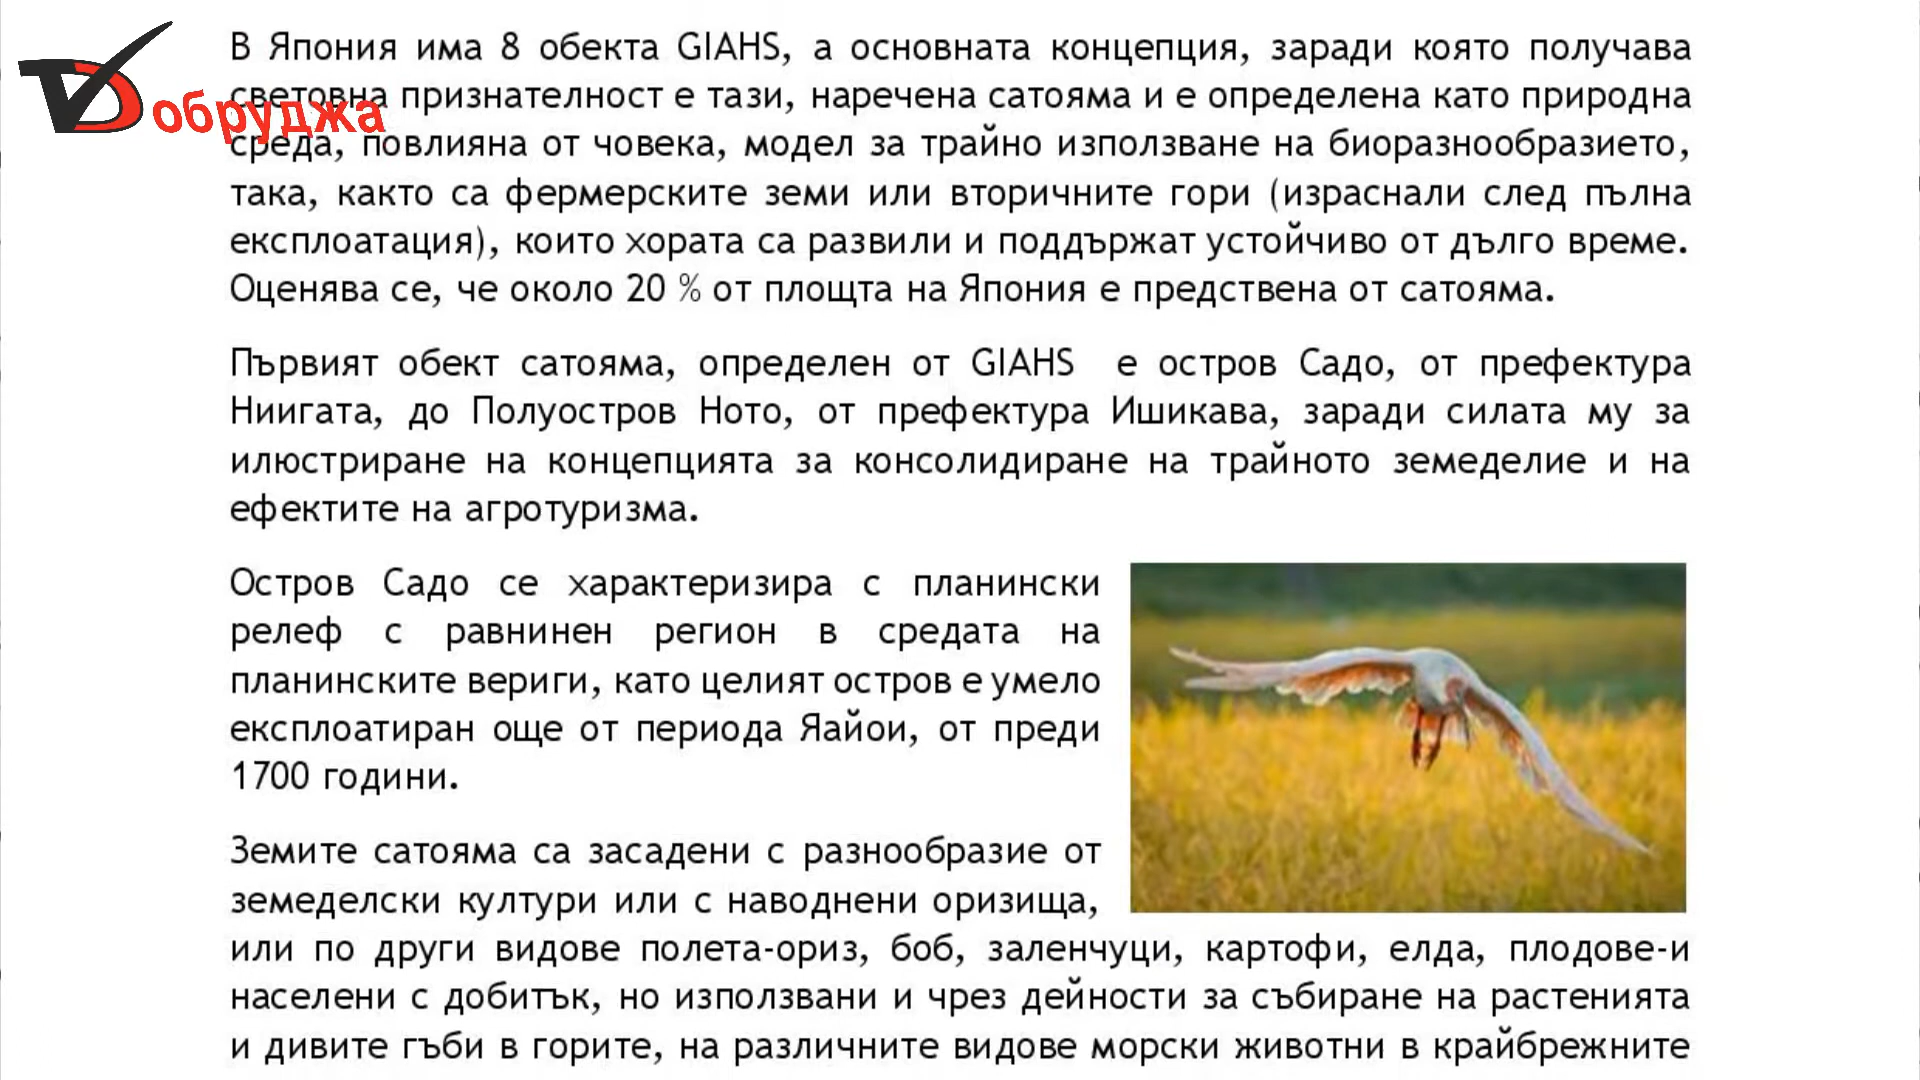 В Япония има 8 обекта GIAHS, а основната концепция, заради която получава
световна признателност е тази, наречена сатояма и е определена като природна
среда, повлияна от човека, модел за трайно използване на биоразнообразието,
така, както са фермерските земи или вторичните гори (израснали след пълна
експлоатация), които хората са развили и поддържат устойчиво от дълго време.
Оценява се, че около 20 % от площта на Япония е предствена от сатояма.
Първият обект сатояма, определен от GIAHS е остров Садо, от префектура
Ниигата, до Полуостров Ното, от префектура Ишикава, заради силата му за
илюстриране на концепцията за консолидиране на трайното земеделие и на
ефектите на агротуризма.
Остров Садо се характеризира с планински
релеф с равнинен регион в средата на
планинските вериги, като целият остров е умело
експлоатиран още от периода Яайои, от преди
1700 години.
Земите сатояма са засадени с разнообразие от
земеделски култури или с наводнени оризища,
или по други видове полета-ориз, боб, заленчуци, картофи, елда, плодове-и
населени с добитък, но използвани и чрез дейности за събиране на растенията
и дивите гъби в горите, на различните видове морски животни в крайбрежните
Добруджа